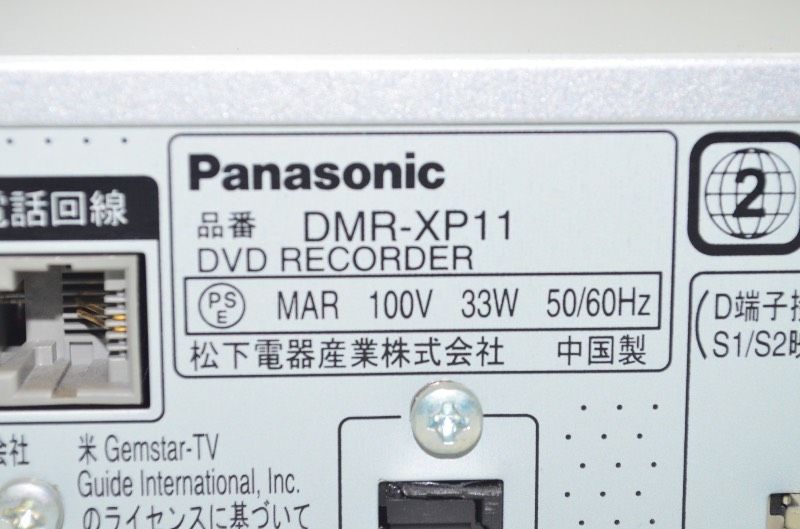 Panasonic
品番 DMR-XP11
DVD RECORDER
PS E MAR 100V 33W 50/60Hz
松下電器産業株式会社 中国製
話回線
2
D端子
S1/S2
会社
米 Gemstar-TV
Guide International, Inc.
のライセンスに基づいて